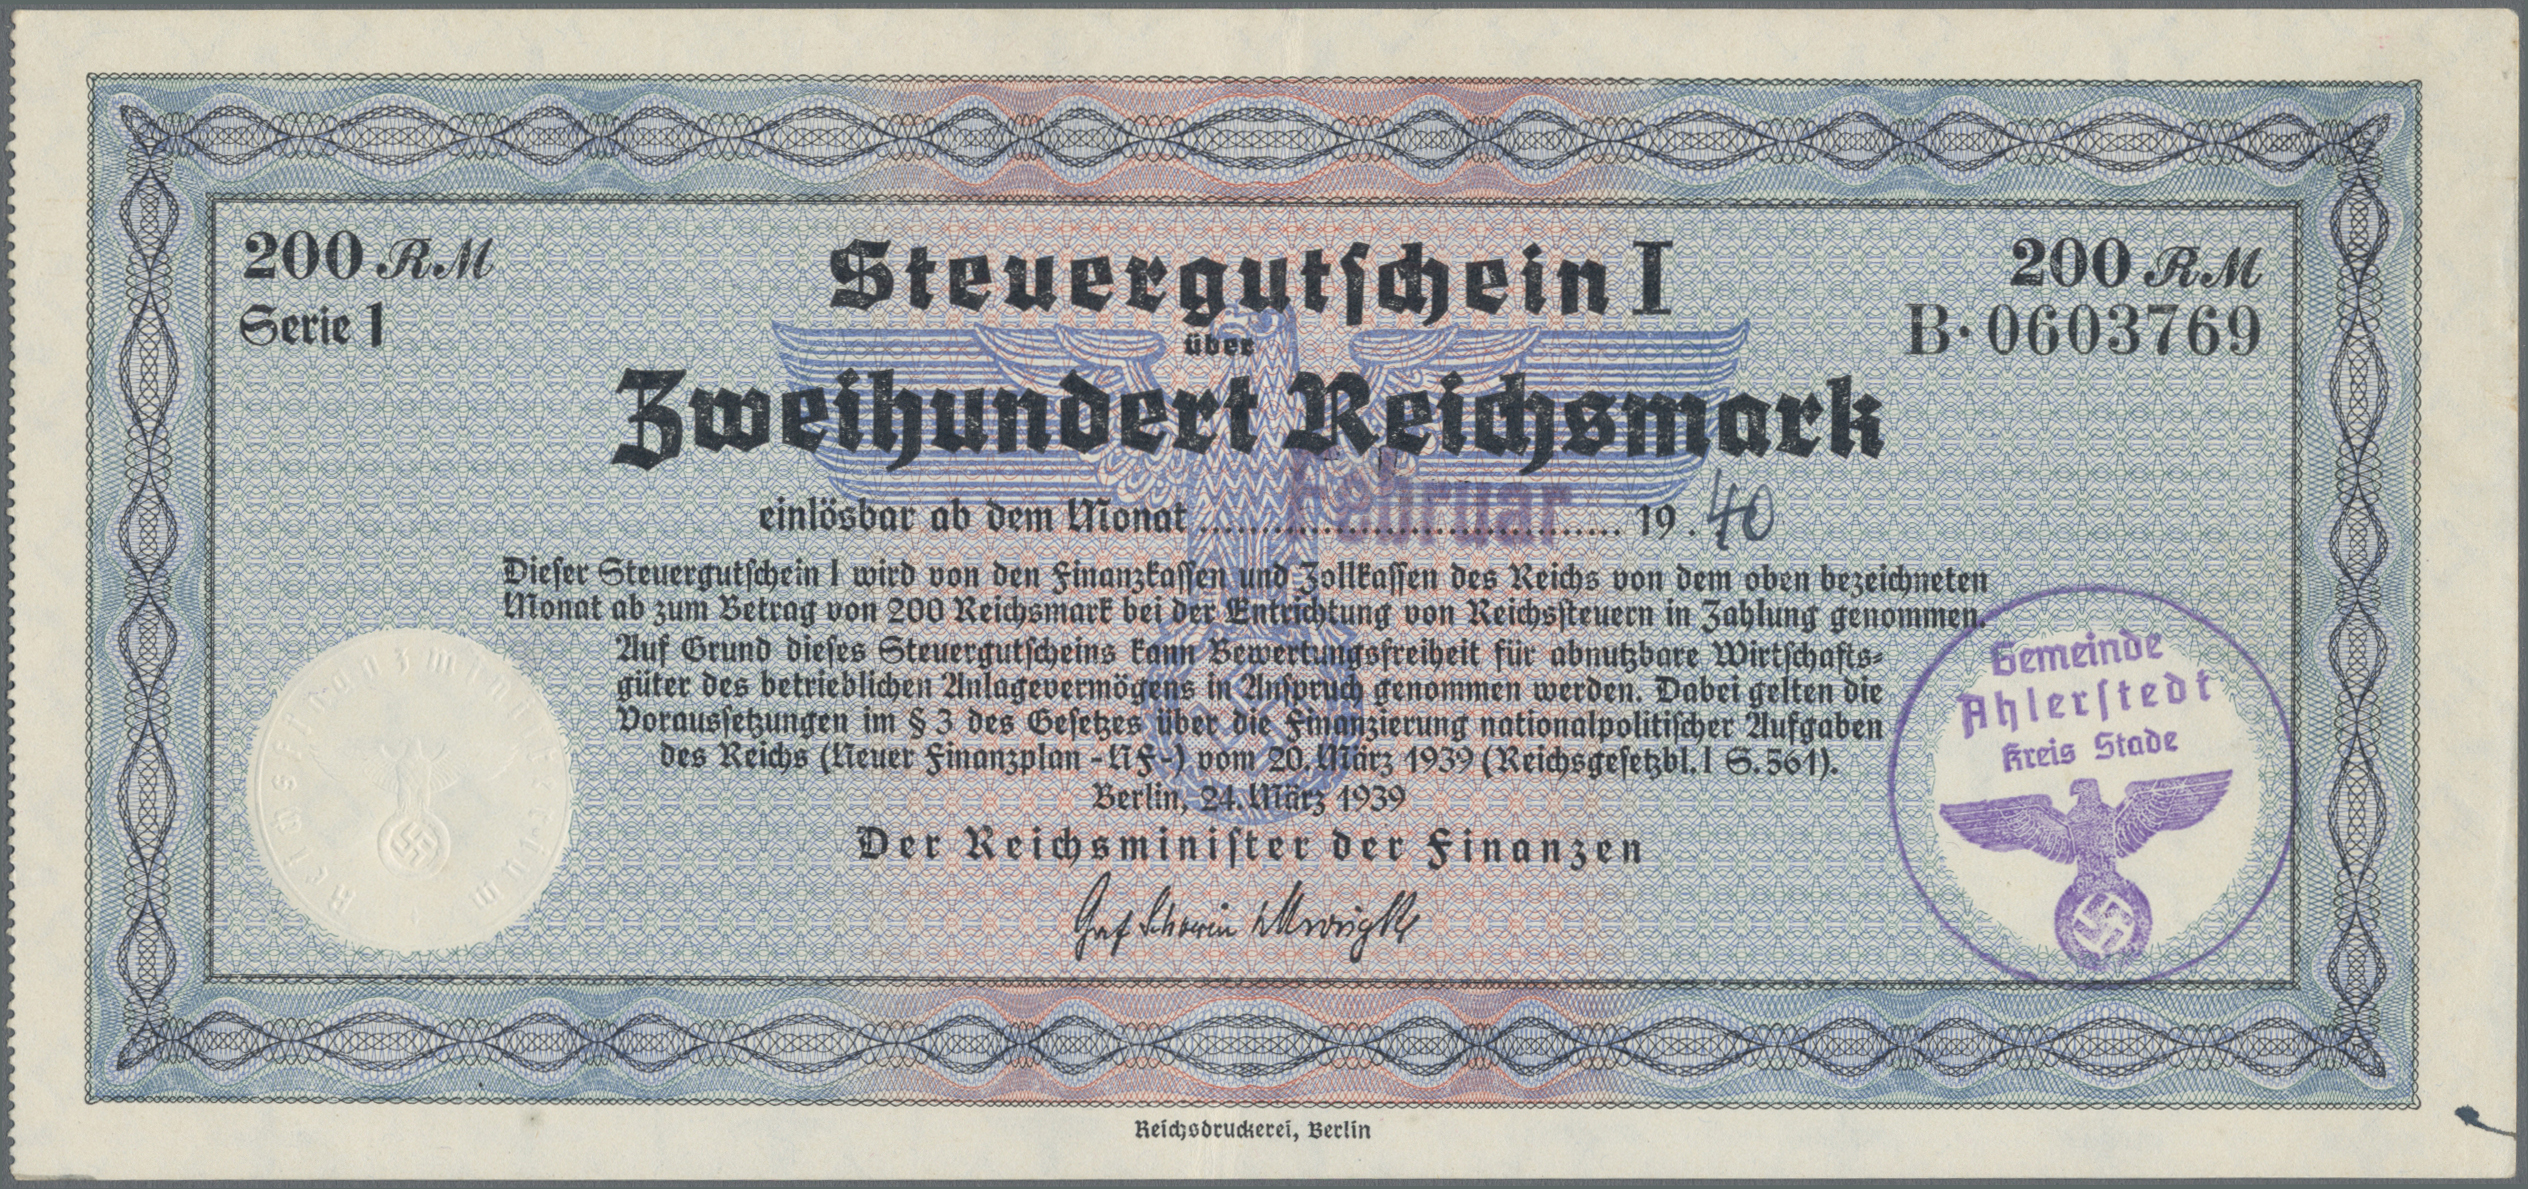 200 RM
Serie 1
Steuergutschein I
200 RM
B·0603769
über
Zweihundert Reichsmark
einlösbar ab dem Monat Februar 19.40
Dieser Steuergutschein I wird von den Finanzkassen und Zollkassen des Reichs von dem oben bezeichneten
Monat ab zum Betrag von 200 Reichsmark bei der Entrichtung von Reichssteuern in Zahlung genommen.
Auf Grund dieses Steuergutscheins kann Bewertungsfreiheit für abnutzbare Wirtschafts-
güter des betrieblichen Anlagevermögens in Anspruch genommen werden. Dabei gelten die
Voraussetzungen im § 3 des Gesetzes über die Finanzierung nationalpolitischer Aufgaben
des Reichs (Neuer Finanzplan -NF-) vom 20. März 1939 (Reichsgesetzbl. I S. 561).
Berlin, 24. März 1939
Der Reichsminister der Finanzen
Graf Schwerin Krosigk
Reichsfinanzministerium
Gemeinde
Ahlerstedt
Kreis Stade
Reichsdruckerei, Berlin